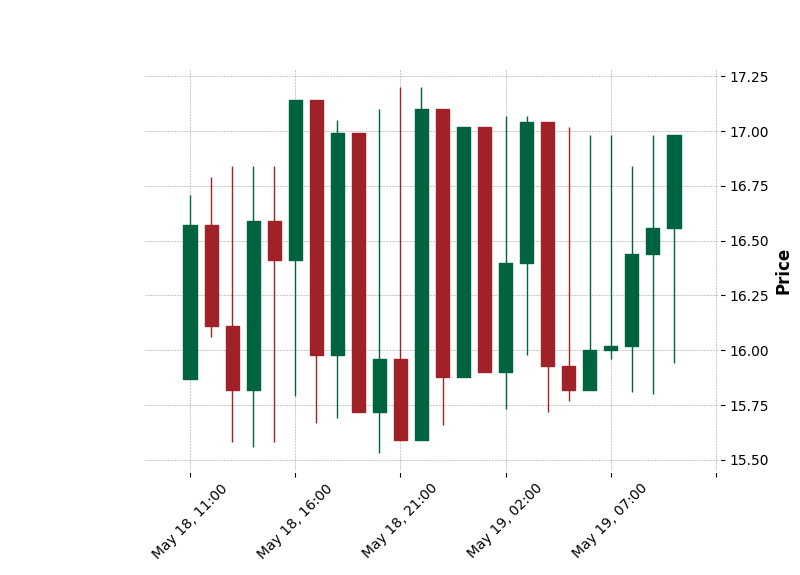 17.25
17.00
16.75
16.50
16.25
16.00
15.75
15.50
Price
May 18, 11:00
May 18, 16:00
May 18, 21:00
May 19, 02:00
May 19, 07:00